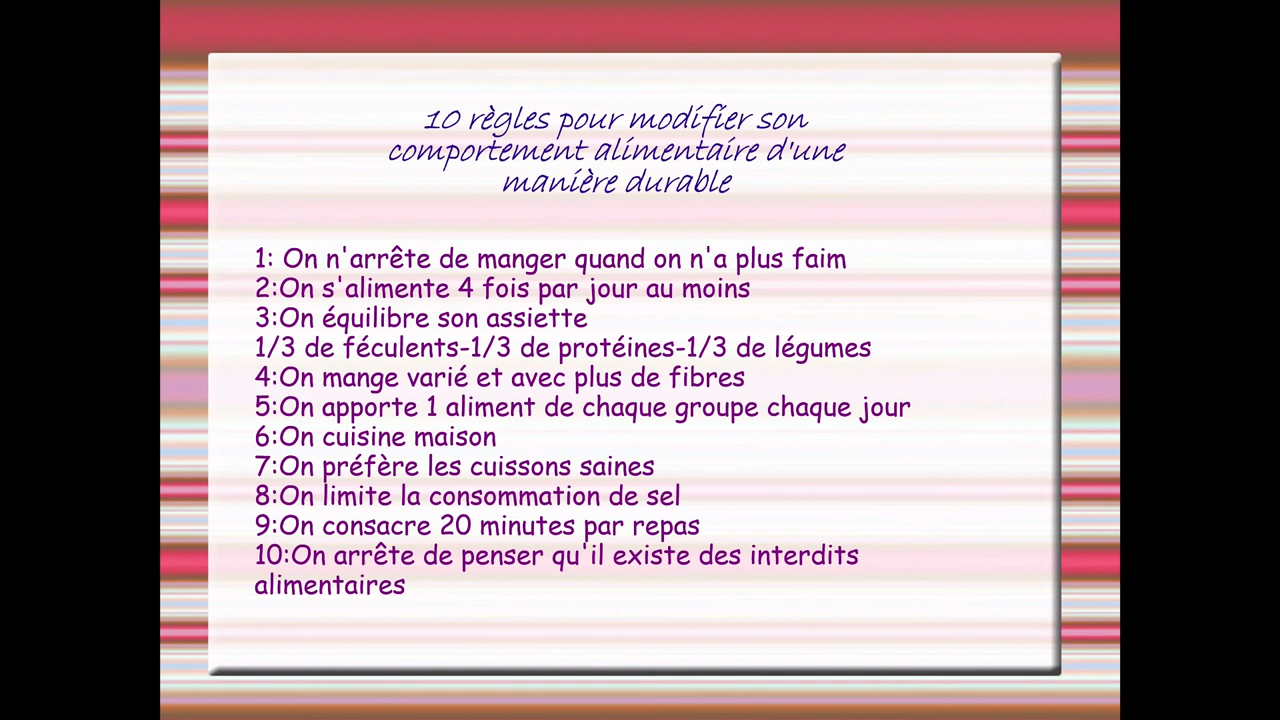 10 règles pour modifier son
comportement alimentaire d'une
manière durable
1: On n'arrête de manger quand on n'a plus faim
2:On s'alimente 4 fois par jour au moins
3:On équilibre son assiette
1/3 de féculents-1/3 de protéines-1/3 de légumes
4:On mange varié et avec plus de fibres
5:On apporte 1 aliment de chaque groupe chaque jour
6:On cuisine maison
7:On préfère les cuissons saines
8:On limite la consommation de sel
9:On consacre 20 minutes par repas
10:On arrête de penser qu'il existe des interdits
alimentaires